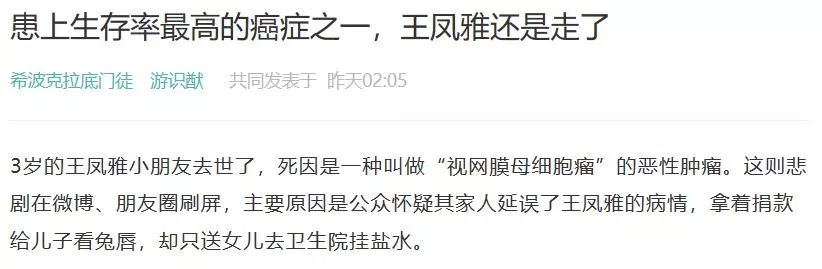 患上生存率最高的癌症之一，王凤雅还是走了
希波克拉底门徒 游识猷 共同发表于 昨天02:05
3岁的王凤雅小朋友去世了，死因是一种叫做“视网膜母细胞瘤”的恶性肿瘤。这则悲
剧在微博、朋友圈刷屏，主要原因是公众怀疑其家人延误了王凤雅的病情，拿着捐款
给儿子看兔唇，却只送女儿去卫生院挂盐水。